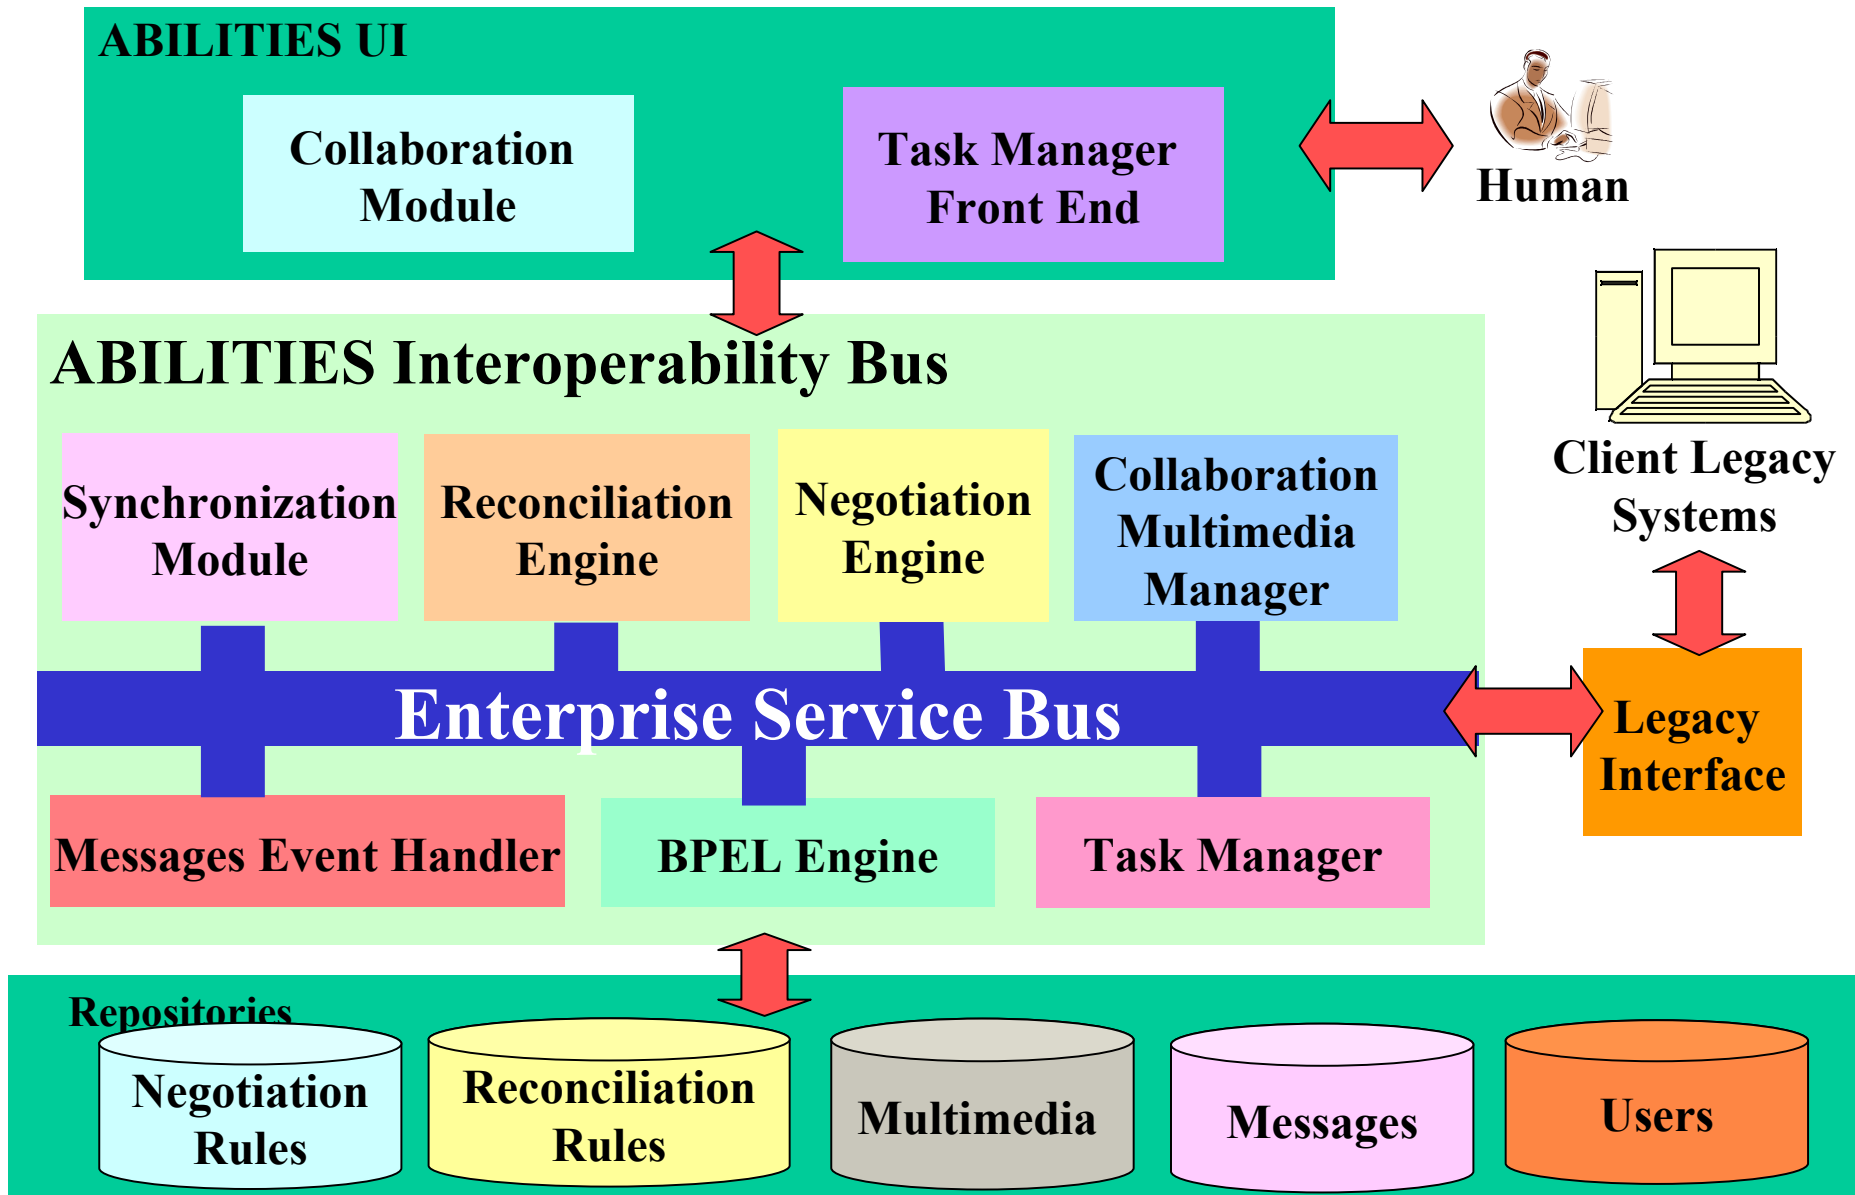 ABILITIES UI
Collaboration
Module
Task Manager
Front End
Human
ABILITIES Interoperability Bus
Synchronization
Module
Reconciliation
Engine
Negotiation
Engine
Collaboration
Multimedia
Manager
Client Legacy
Systems
Enterprise Service Bus
Legacy
Interface
Messages Event Handler
BPEL Engine
Task Manager
Repositories
Negotiation
Rules
Reconciliation
Rules
Multimedia
Messages
Users